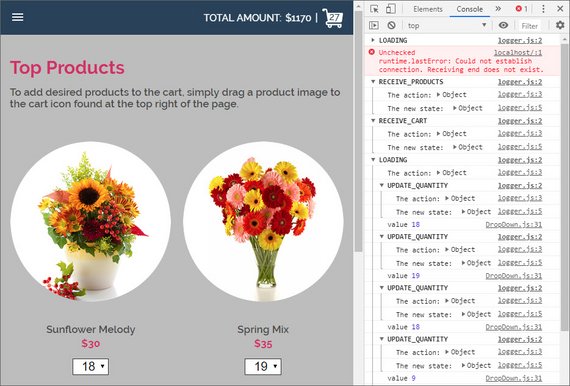 TOTAL AMOUNT: $1170 | 27
Top Products
To add desired products to the cart, simply drag a product image to
the cart icon found at the top right of the page.
Sunflower Melody
$30
18
Spring Mix
$35
19
Elements Console » 1
top Filter
LOADING logger.js:2
Unchecked localhost/:1
runtime.lastError: Could not establish
connection. Receiving end does not exist.
RECEIVE_PRODUCTS logger.js:2
The action: Object logger.js:3
The new state: Object logger.js:5
RECEIVE_CART logger.js:2
The action: Object logger.js:3
The new state: Object logger.js:5
LOADING logger.js:2
UPDATE_QUANTITY logger.js:2
The action: Object logger.js:3
The new state: Object logger.js:5
value 18 DropDown.js:31
UPDATE_QUANTITY logger.js:2
The action: Object logger.js:3
The new state: Object logger.js:5
value 19 DropDown.js:31
UPDATE_QUANTITY logger.js:2
The action: Object logger.js:3
The new state: Object logger.js:5
value 18 DropDown.js:31
UPDATE_QUANTITY logger.js:2
The action: Object logger.js:3
The new state: Object logger.js:5
value 9 DropDown.js:31